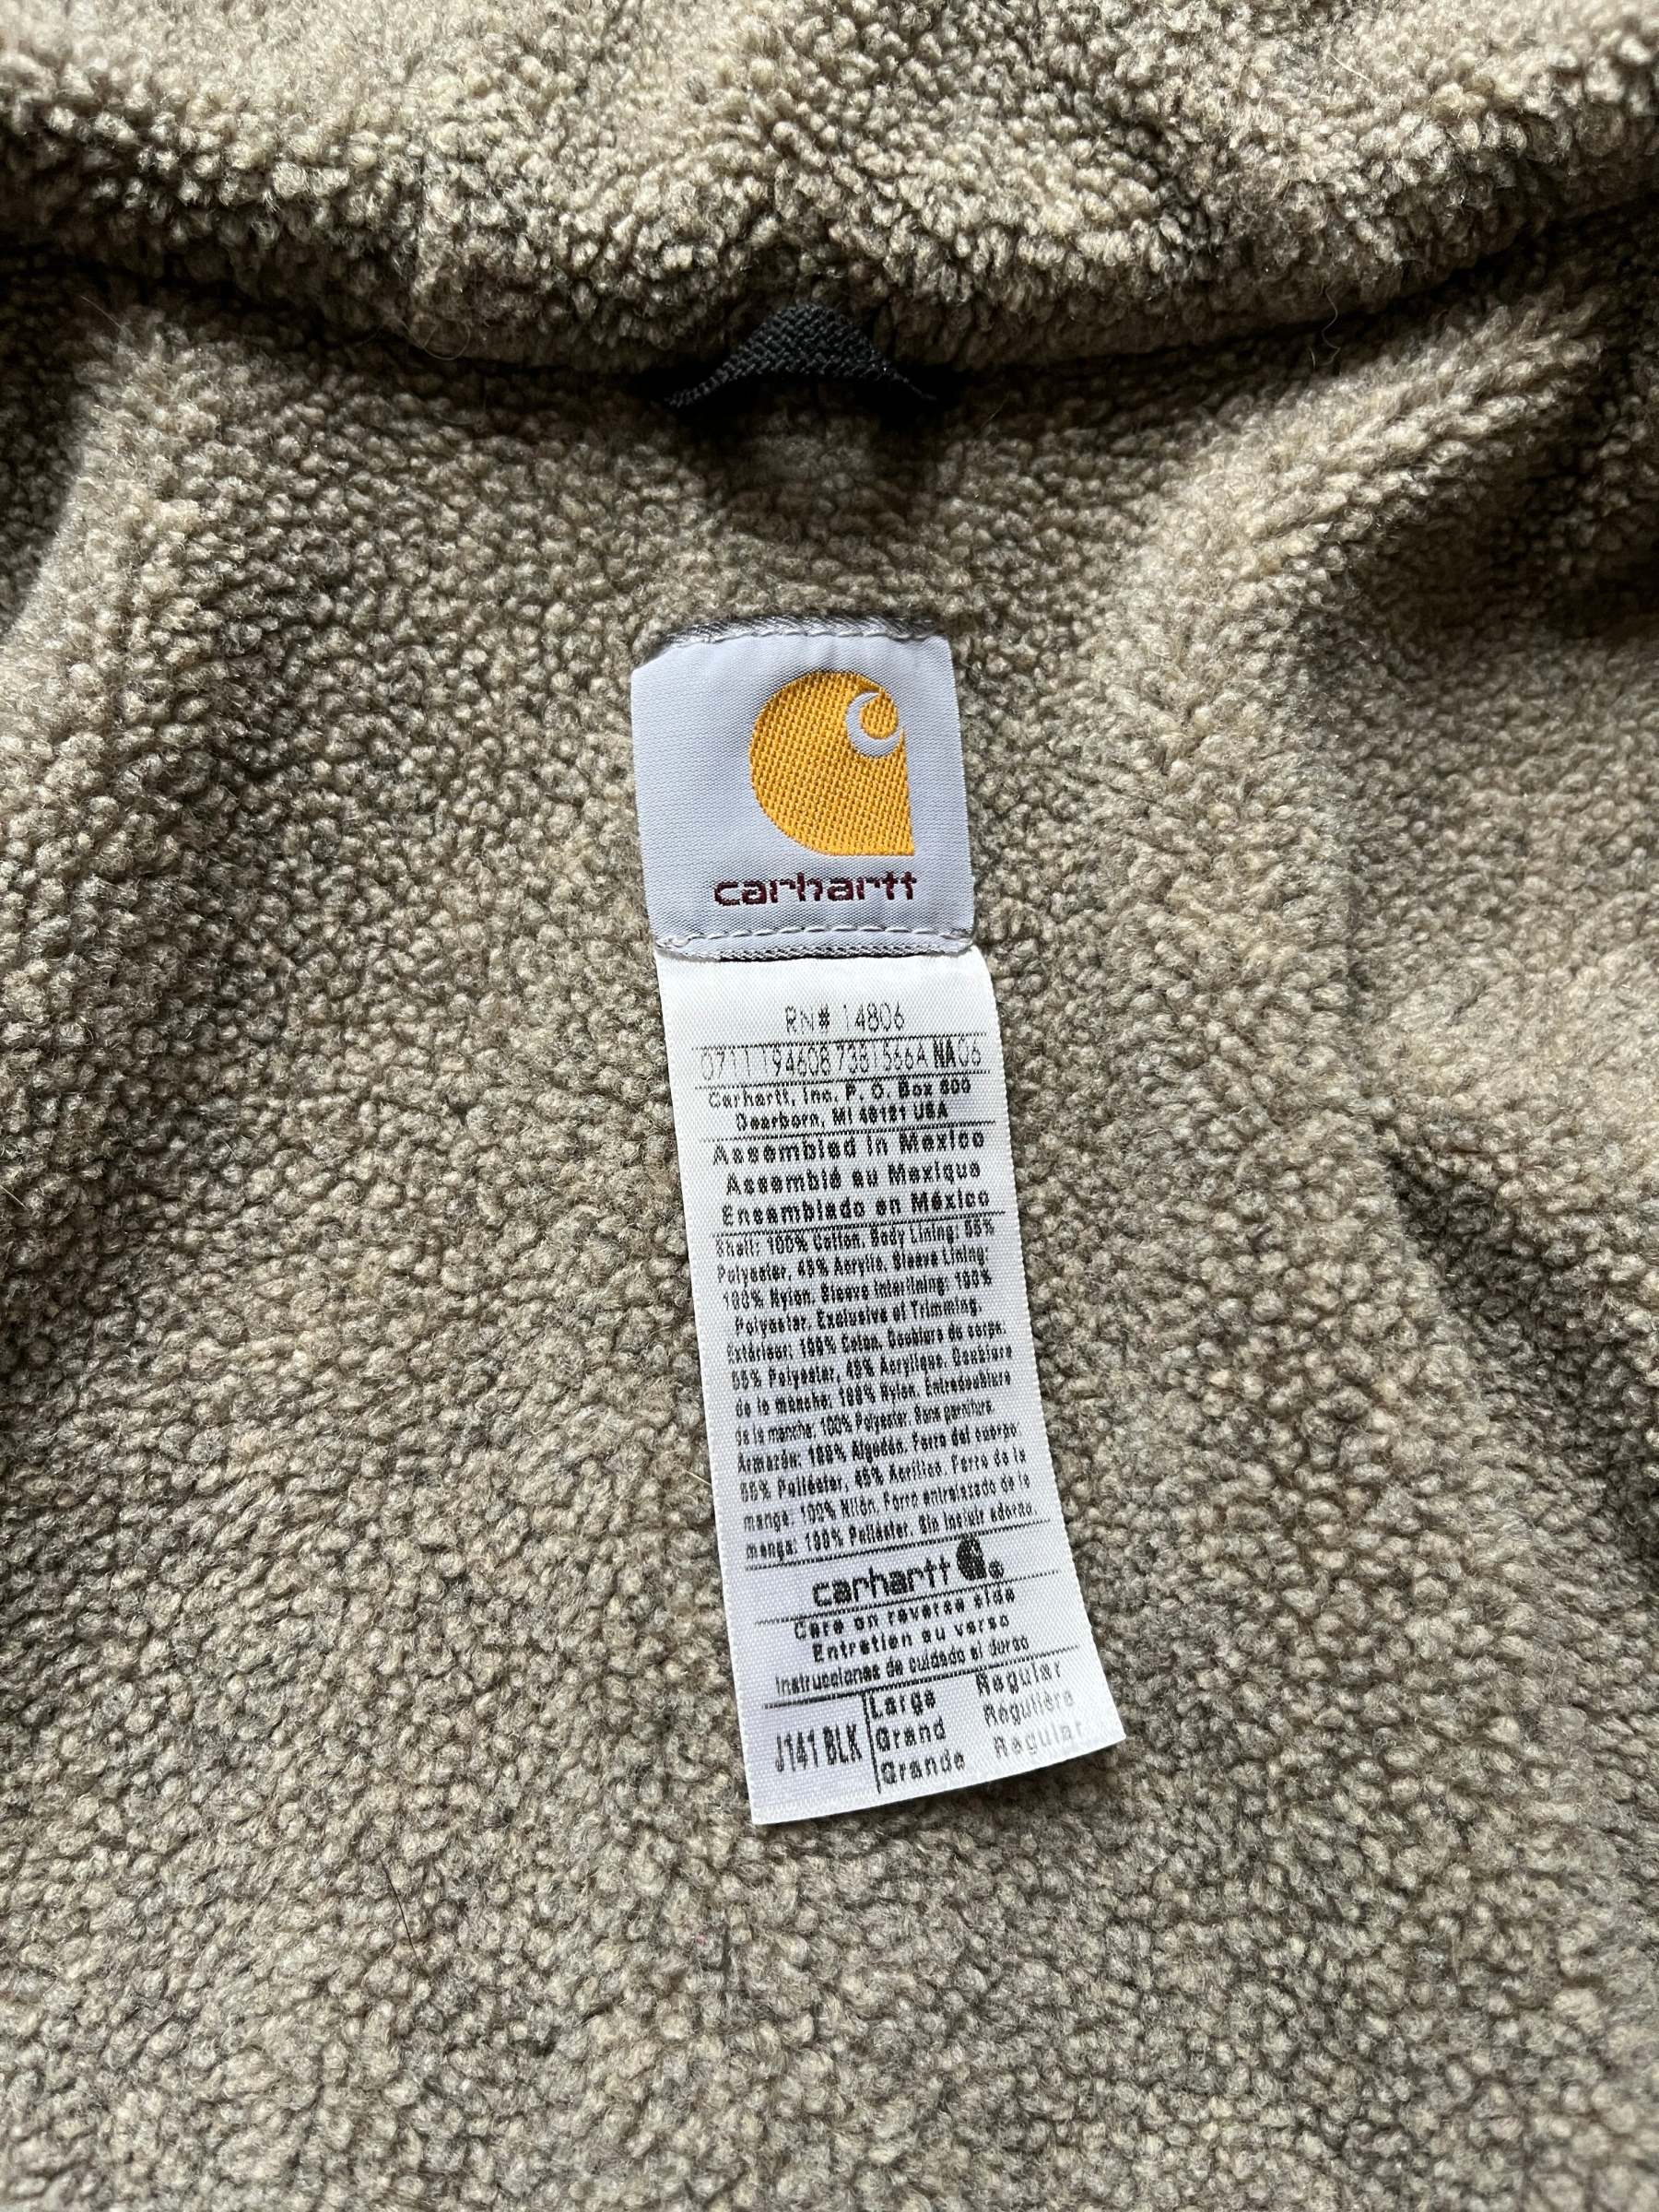 carhartt
RN# 14806
0711 194608 7381566A NA06
Carhartt, Inc. P. O. Box 600
Dearborn, MI 48121 USA
Assembled in Mexico
Assemblé au Mexique
Ensamblado en México
Shell: 100% Cotton. Body Lining: 55%
Polyester, 45% Acrylic. Sleeve Lining:
100% Nylon. Sleeve Interlining: 100%
Polyester. Exclusive of Trimming.
Extérieur: 100% Coton. Doublure du corps:
55% Polyester, 45% Acrylique. Doublure
de la manche: 100% Nylon. Entredoublure
de la manche: 100% Polyester. Sans garniture.
Armazón: 100% Algodón. Forro del cuerpo:
55% Poliéster, 45% Acrílico. Forro de la
manga: 100% Nilón. Forro entrelazado de la
manga: 100% Poliéster. Sin incluir adorno.
carhartt ®
Care on reverse side
Entretien au verso
Instrucciones de cuidado al dorso
J141 BLK Large Regular
Grand Régulière
Grande Regular